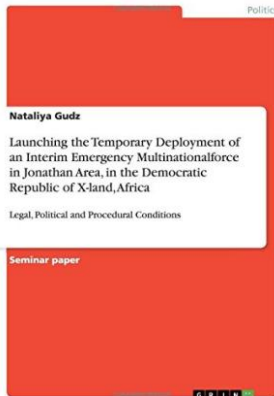 Politic
Nataliya Gudz
Launching the Temporary Deployment of
an Interim Emergency Multinationalforce
in Jonathan Area, in the Democratic
Republic of X-land, Africa
Legal, Political and Procedural Conditions
Seminar paper
GRIN